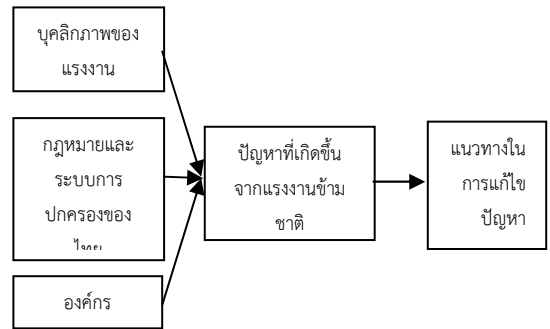 บุคลิกภาพของ
แรงงาน
กฎหมายและ
ระบบการ
ปกครองของ
องค์กร
ปัญหาที่เกิดขึ้น
จากแรงงานข้าม
ชาติ
แนวทางใน
การแก้ไข
ปัญหา